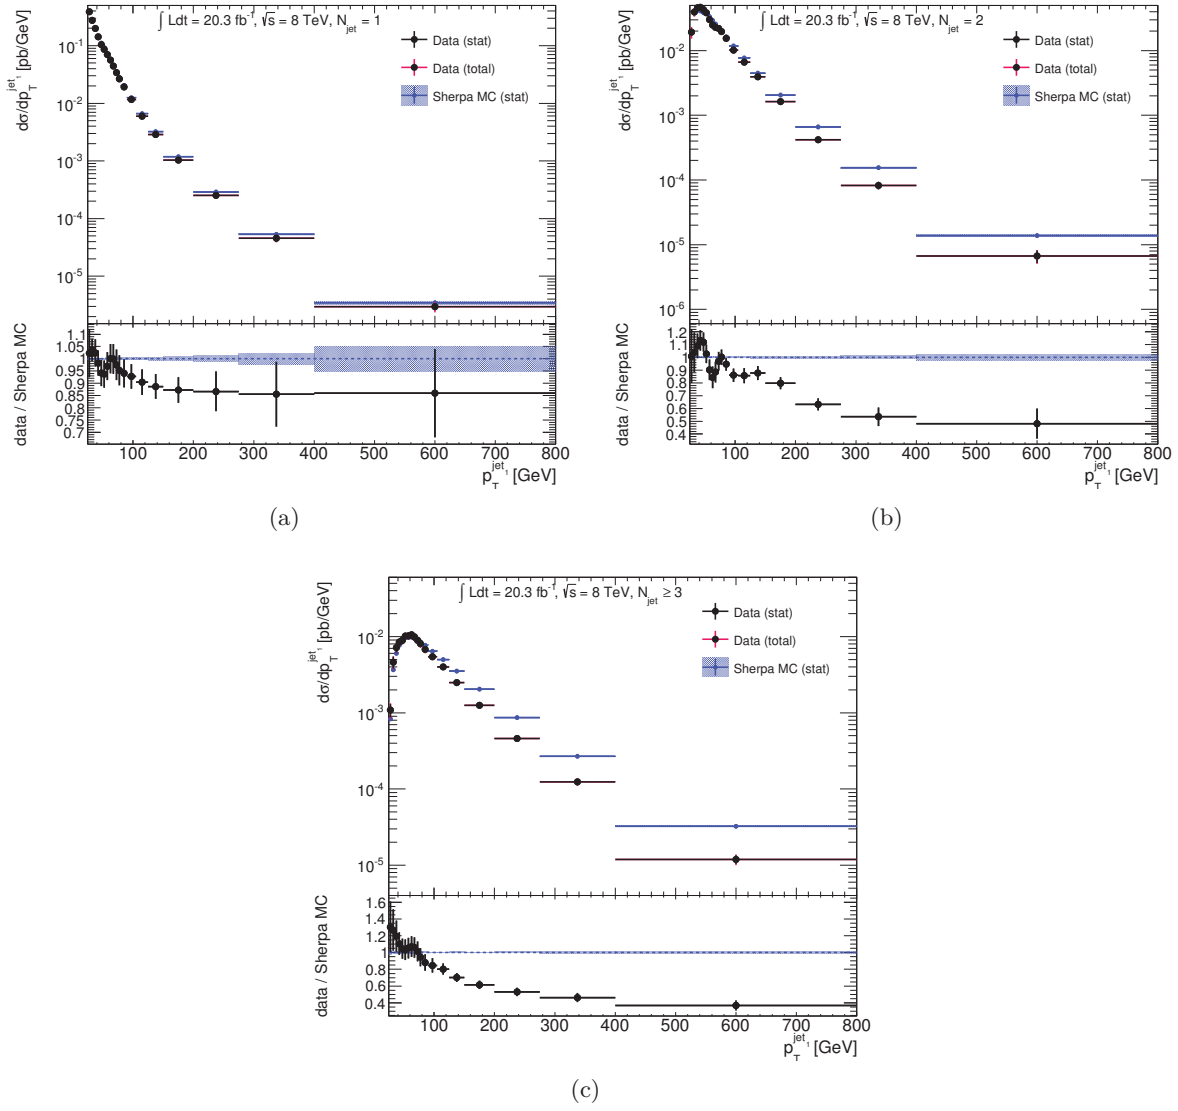 ∫ Ldt = 20.3 fb⁻¹, √s = 8 TeV, N_jet = 1
dσ/dp_T^jet₁ [pb/GeV]
Data (stat)
Data (total)
Sherpa MC (stat)
10⁻¹
10⁻²
10⁻³
10⁻⁴
10⁻⁵
data / Sherpa MC
1.1
1.05
1
0.95
0.9
0.85
0.8
0.75
0.7
100 200 300 400 500 600 700 800
p_T^jet₁ [GeV]
(a)
∫ Ldt = 20.3 fb⁻¹, √s = 8 TeV, N_jet = 2
dσ/dp_T^jet₁ [pb/GeV]
Data (stat)
Data (total)
Sherpa MC (stat)
10⁻²
10⁻³
10⁻⁴
10⁻⁵
10⁻⁶
data / Sherpa MC
1.2
1.1
1
0.9
0.8
0.7
0.6
0.5
0.4
100 200 300 400 500 600 700 800
p_T^jet₁ [GeV]
(b)
∫ Ldt = 20.3 fb⁻¹, √s = 8 TeV, N_jet ≥ 3
dσ/dp_T^jet₁ [pb/GeV]
Data (stat)
Data (total)
Sherpa MC (stat)
10⁻²
10⁻³
10⁻⁴
10⁻⁵
data / Sherpa MC
1.6
1.4
1.2
1
0.8
0.6
0.4
100 200 300 400 500 600 700 800
p_T^jet₁ [GeV]
(c)